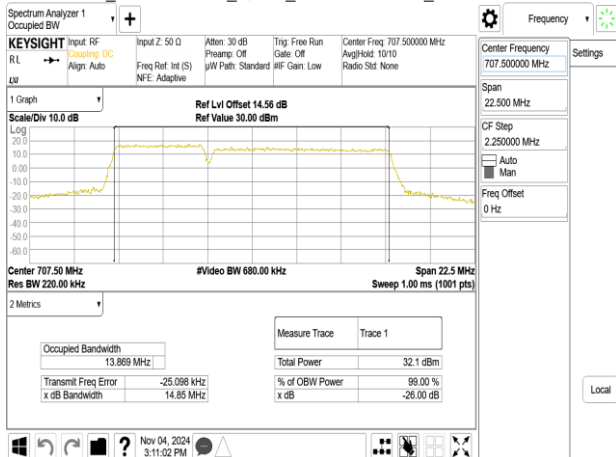 Spectrum Analyzer 1
Occupied BW
+
Frequency
KEYSIGHT
RL
LXI
Input: RF
Coupling: DC
Align: Auto
Input Z: 50 Ω
Freq Ref: Int (S)
NFE: Adaptive
Atten: 30 dB
Preamp: Off
µW Path: Standard
Trig: Free Run
Gate: Off
#IF Gain: Low
Center Freq: 707.500000 MHz
Avg|Hold: 10/10
Radio Std: None
Center Frequency
707.500000 MHz
Settings
Span
22.500 MHz
CF Step
2.250000 MHz
Auto
Man
Freq Offset
0 Hz
Local
1 Graph
Scale/Div 10.0 dB
Ref Lvl Offset 14.56 dB
Ref Value 30.00 dBm
Log
20.0
10.0
0.00
-10.0
-20.0
-30.0
-40.0
-50.0
-60.0
Center 707.50 MHz
#Video BW 680.00 kHz
Span 22.5 MHz
Res BW 220.00 kHz
Sweep 1.00 ms (1001 pts)
2 Metrics
Measure Trace
Trace 1
Occupied Bandwidth
13.869 MHz
Total Power
32.1 dBm
Transmit Freq Error
-25.098 kHz
% of OBW Power
99.00 %
x dB Bandwidth
14.85 MHz
x dB
-26.00 dB
?
Nov 04, 2024
3:11:02 PM